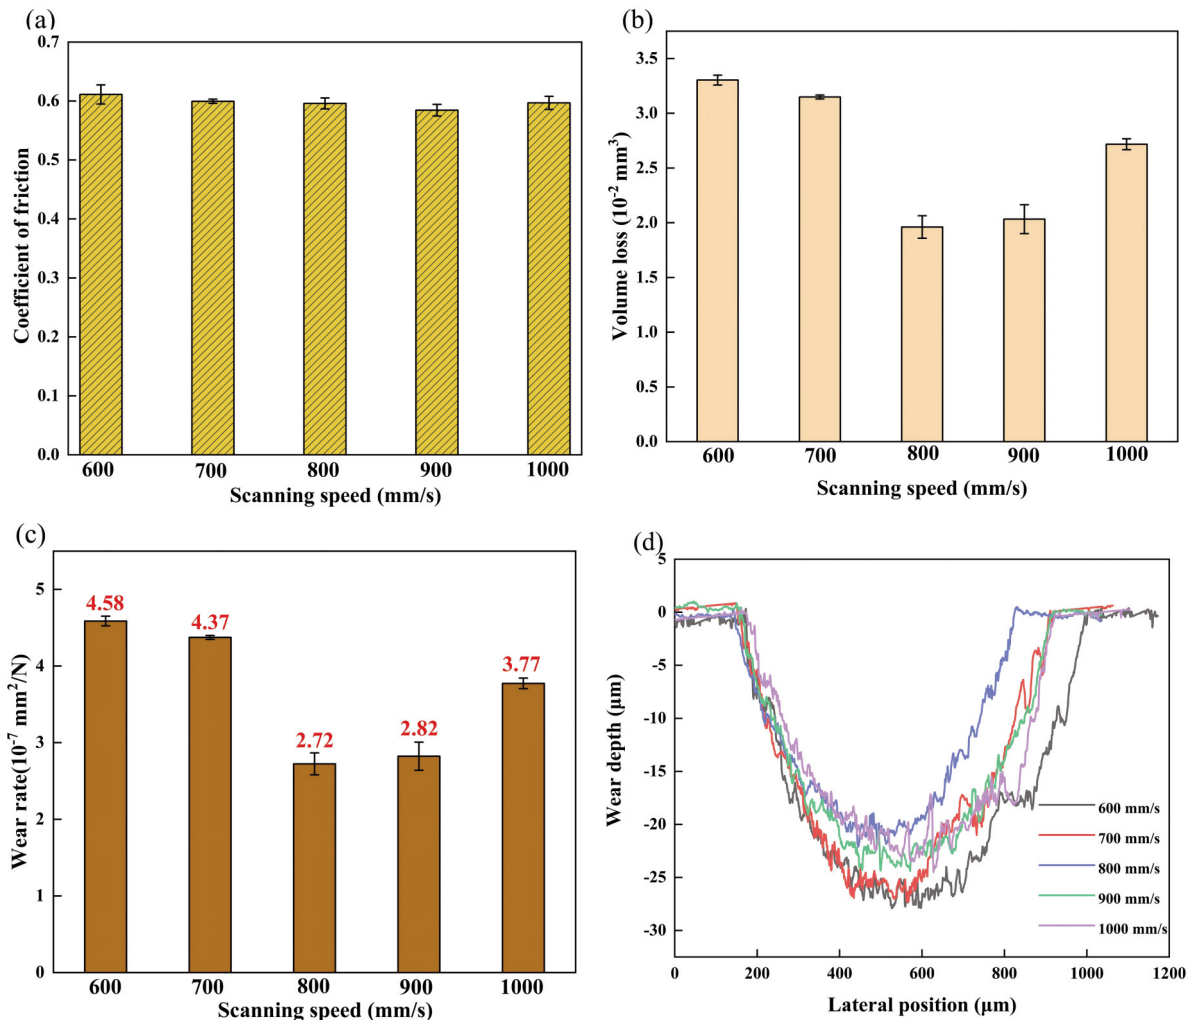 (a)
0.7
0.6
0.5
0.4
0.3
0.2
0.1
0.0
Coefficient of friction
600 700 800 900 1000
Scanning speed (mm/s)
(b)
3.5
3.0
2.5
2.0
1.5
1.0
0.5
0.0
Volume loss (10⁻² mm³)
600 700 800 900 1000
Scanning speed (mm/s)
(c)
5
4
3
2
1
0
Wear rate(10⁻⁷ mm²/N)
4.58
4.37
2.72
2.82
3.77
600 700 800 900 1000
Scanning speed (mm/s)
(d)
5
0
-5
-10
-15
-20
-25
-30
Wear depth (μm)
600 mm/s
700 mm/s
800 mm/s
900 mm/s
1000 mm/s
0 200 400 600 800 1000 1200
Lateral position (μm)